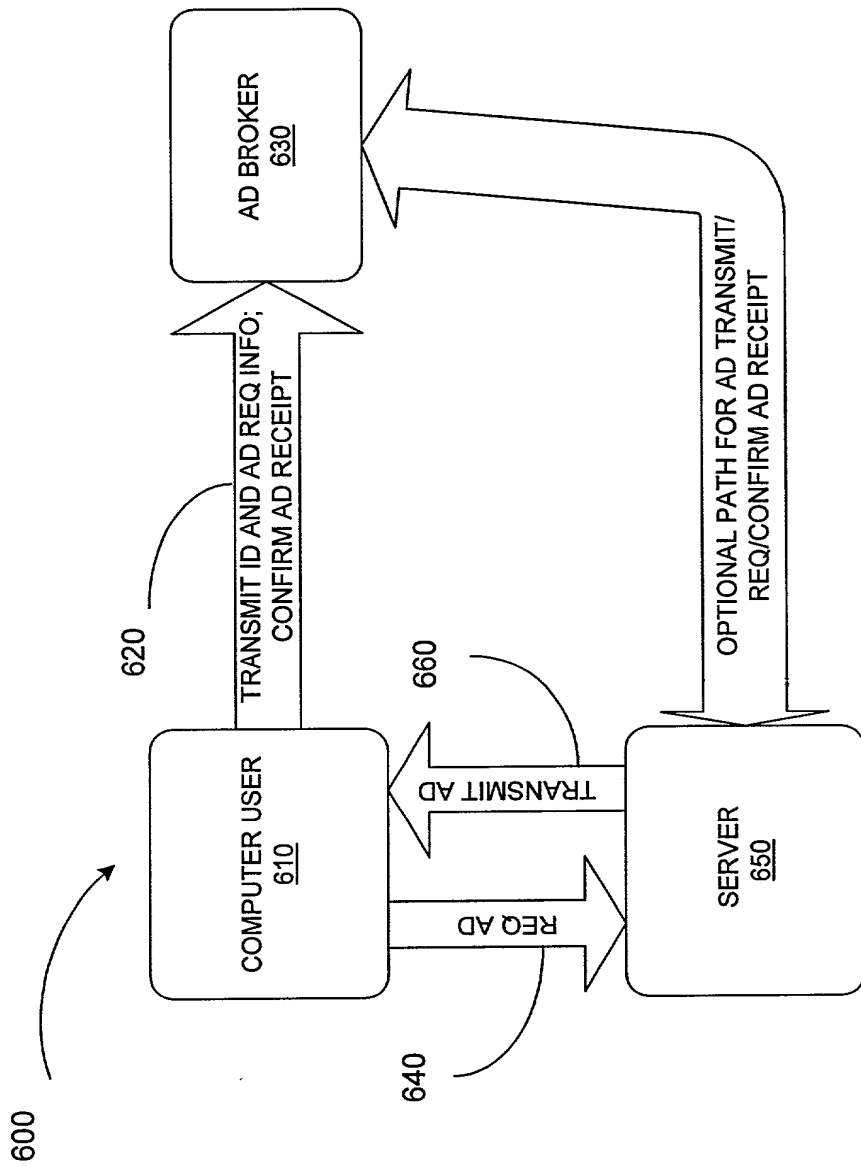 600
COMPUTER USER
610
620
TRANSMIT ID AND AD REQ INFO;
CONFIRM AD RECEIPT
AD BROKER
630
640
REQ AD
TRANSMIT AD
660
SERVER
650
OPTIONAL PATH FOR AD TRANSMIT/
REQ/CONFIRM AD RECEIPT